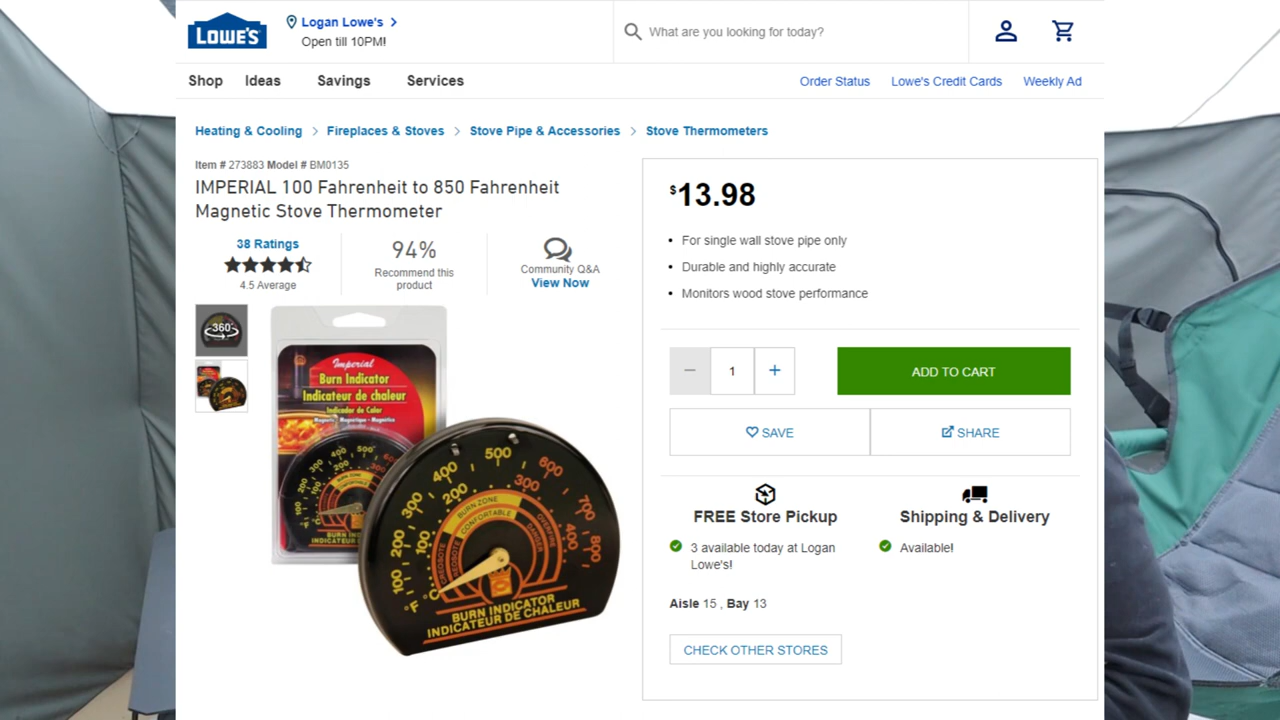 LOWE'S
Logan Lowe's
Open till 10PM!
What are you looking for today?
Shop Ideas Savings Services
Order Status Lowe's Credit Cards Weekly Ad
Heating & Cooling > Fireplaces & Stoves > Stove Pipe & Accessories > Stove Thermometers
Item # 273883 Model # BM0135
IMPERIAL 100 Fahrenheit to 850 Fahrenheit
Magnetic Stove Thermometer
38 Ratings
4.5 Average
94%
Recommend this
product
Community Q&A
View Now
360°
Imperial
Burn Indicator
Indicateur de chaleur
Indicador de Calor
100 200 300 400 500 600 700 800
100 200 300 400
BURN ZONE
CONFORTABLE
CREOSOTE
CREOSOTE
OVERFIRE
DANGER
°F °C
BURN INDICATOR
INDICATEUR DE CHALEUR
$13.98
• For single wall stove pipe only
• Durable and highly accurate
• Monitors wood stove performance
− 1 +
ADD TO CART
SAVE
SHARE
FREE Store Pickup
3 available today at Logan
Lowe's!
Shipping & Delivery
Available!
Aisle 15 , Bay 13
CHECK OTHER STORES